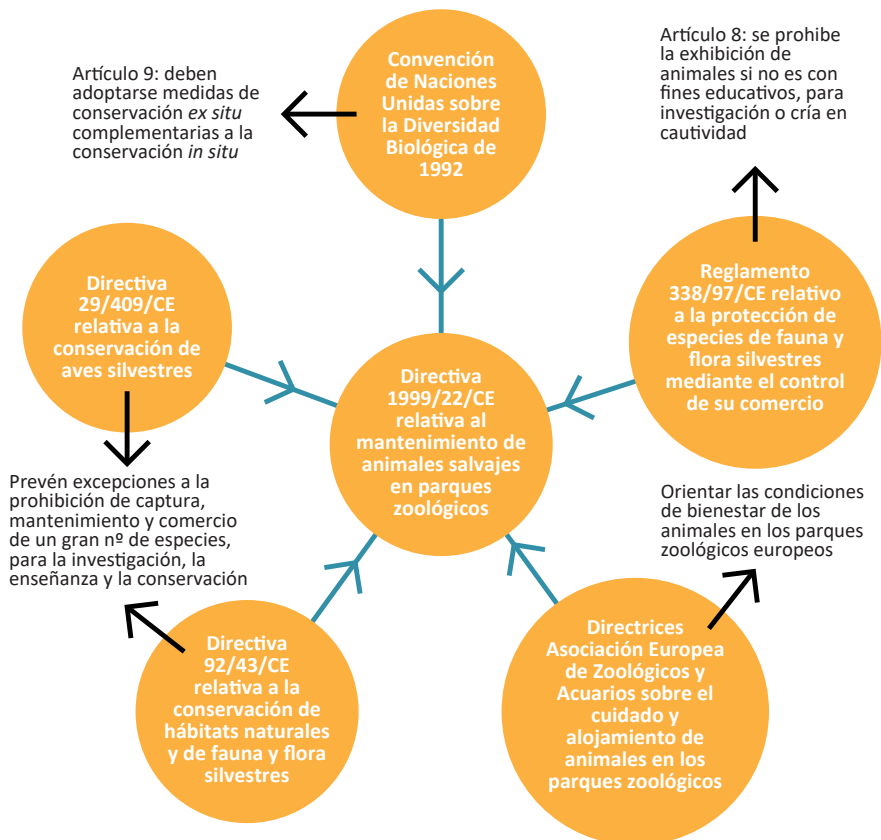 Convención
de Naciones
Unidas sobre
la Diversidad
Biológica de
1992
Artículo 9: deben
adoptarse medidas de
conservación ex situ
complementarias a la
conservación in situ
Artículo 8: se prohibe
la exhibición de
animales si no es con
fines educativos, para
investigación o cría en
cautividad
Directiva
29/409/CE
relativa a la
conservación de
aves silvestres
Reglamento
338/97/CE relativo
a la protección de
especies de fauna y
flora silvestres
mediante el control
de su comercio
Directiva
1999/22/CE
relativa al
mantenimiento de
animales salvajes
en parques
zoológicos
Prevén excepciones a la
prohibición de captura,
mantenimiento y comercio
de un gran nº de especies,
para la investigación, la
enseñanza y la conservación
Orientar las condiciones
de bienestar de los
animales en los parques
zoológicos europeos
Directiva
92/43/CE
relativa a la
conservación de
hábitats naturales
y de fauna y flora
silvestres
Directrices
Asociación Europea
de Zoológicos y
Acuarios sobre el
cuidado y
alojamiento de
animales en los
parques zoológicos